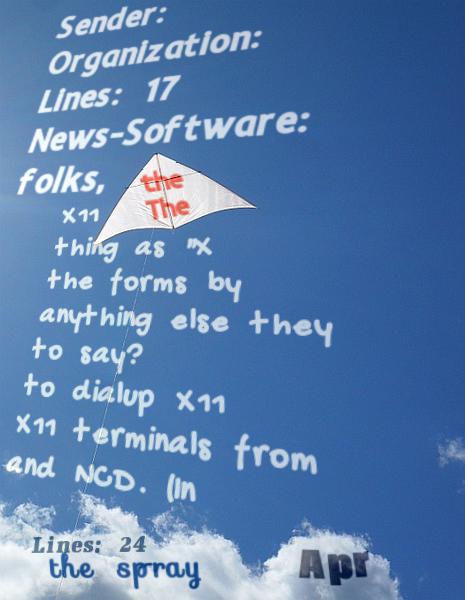 Sender:
Organization:
Lines: 17
News-Software:
folks,
the
The
X11
thing as "X
the forms by
anything else they
to say?
to dialup X11
X11 terminals from
and NCD. (In
Lines: 24
the spray
Apr